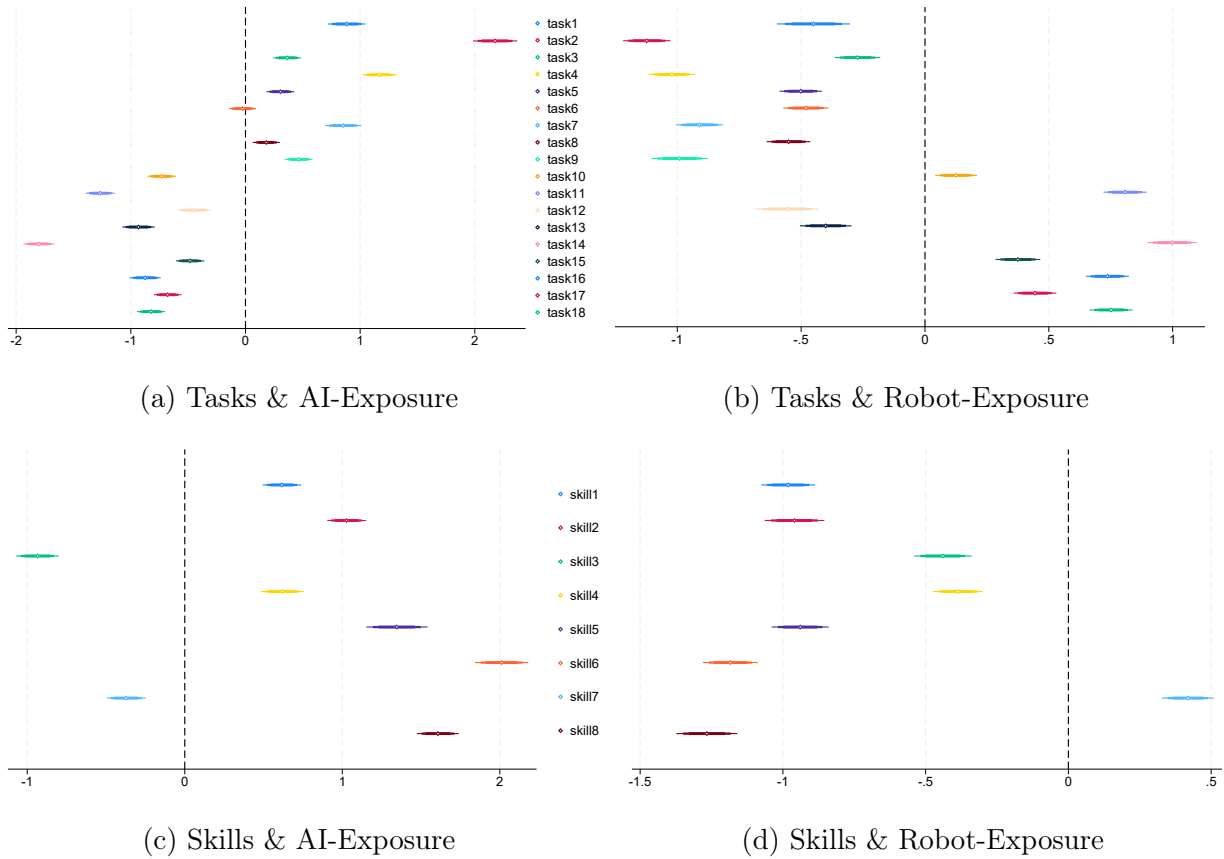 task1
task2
task3
task4
task5
task6
task7
task8
task9
task10
task11
task12
task13
task14
task15
task16
task17
task18
-2 -1 0 1 2
-1 -.5 0 .5 1
(a) Tasks & AI-Exposure
(b) Tasks & Robot-Exposure
skill1
skill2
skill3
skill4
skill5
skill6
skill7
skill8
-1 0 1 2
-1.5 -1 -.5 0 .5
(c) Skills & AI-Exposure
(d) Skills & Robot-Exposure